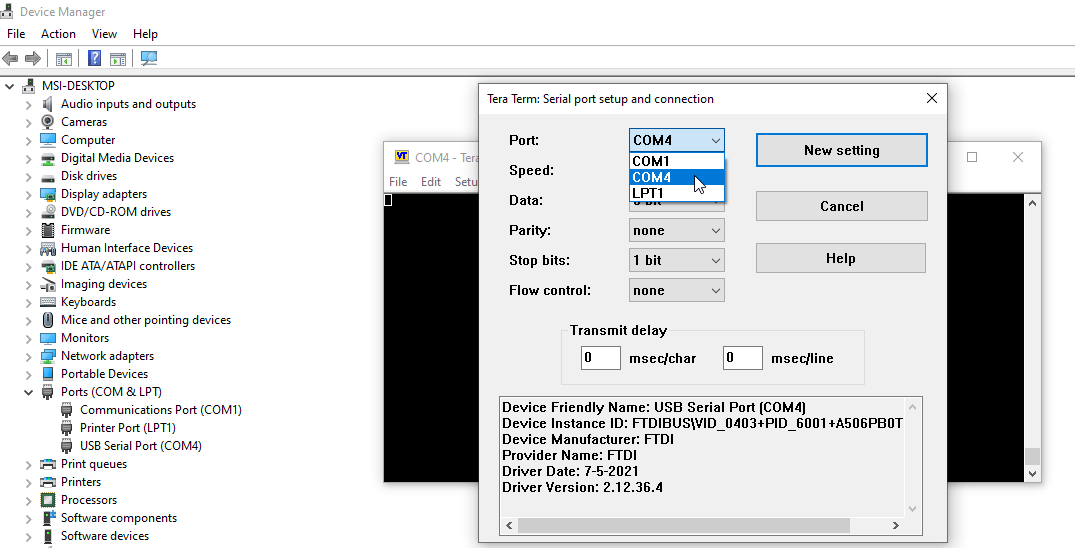 Device Manager
File Action View Help
MSI-DESKTOP
Audio inputs and outputs
Cameras
Computer
Digital Media Devices
Disk drives
Display adapters
DVD/CD-ROM drives
Firmware
Human Interface Devices
IDE ATA/ATAPI controllers
Imaging devices
Keyboards
Mice and other pointing devices
Monitors
Network adapters
Portable Devices
Ports (COM & LPT)
Communications Port (COM1)
Printer Port (LPT1)
USB Serial Port (COM4)
Print queues
Printers
Processors
Software components
Software devices
VT COM4 - Tera
File Edit Setu
Tera Term: Serial port setup and connection
Port: COM4
COM1
COM4
LPT1
Speed:
Data:
Parity: none
Stop bits: 1 bit
Flow control: none
New setting
Cancel
Help
Transmit delay
0 msec/char 0 msec/line
Device Friendly Name: USB Serial Port (COM4)
Device Instance ID: FTDIBUS\VID_0403+PID_6001+A506PB0T
Device Manufacturer: FTDI
Provider Name: FTDI
Driver Date: 7-5-2021
Driver Version: 2.12.36.4